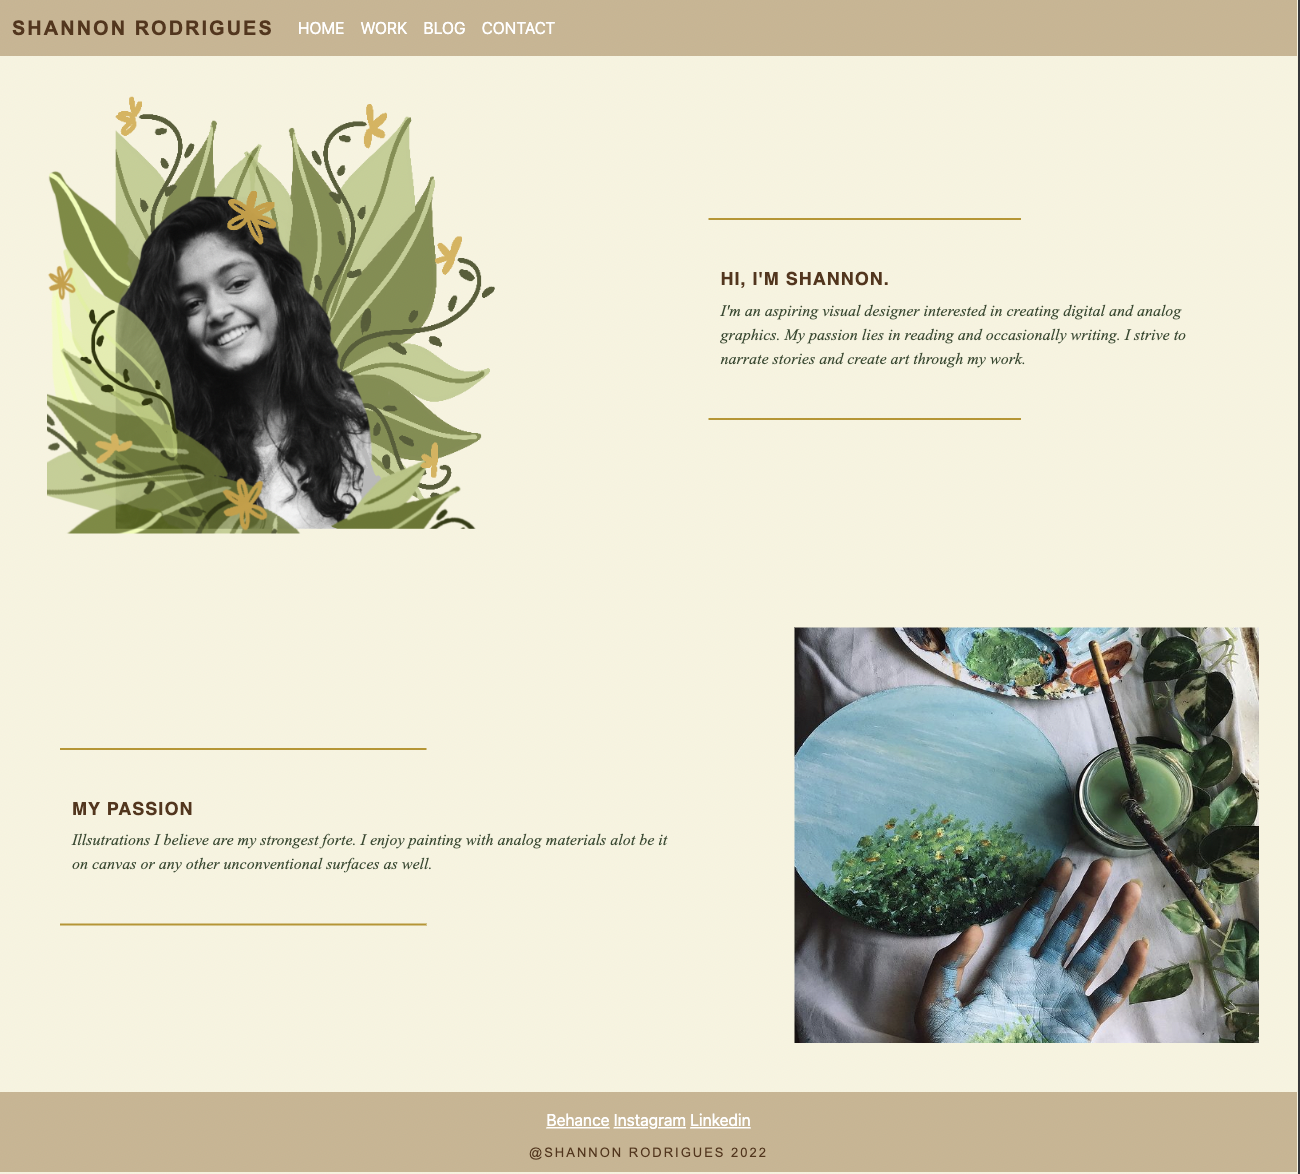 SHANNON RODRIGUES HOME WORK BLOG CONTACT
HI, I'M SHANNON.
I'm an aspiring visual designer interested in creating digital and analog
graphics. My passion lies in reading and occasionally writing. I strive to
narrate stories and create art through my work.
MY PASSION
Illsutrations I believe are my strongest forte. I enjoy painting with analog materials alot be it
on canvas or any other unconventional surfaces as well.
Behance Instagram Linkedin
@SHANNON RODRIGUES 2022